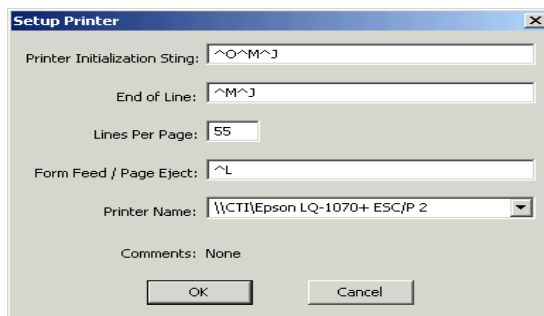 Setup Printer
Printer Initialization Sting: ^O^M^J
End of Line: ^M^J
Lines Per Page: 55
Form Feed / Page Eject: ^L
Printer Name: \\CTI\Epson LQ-1070+ ESC/P 2
Comments: None
OK Cancel